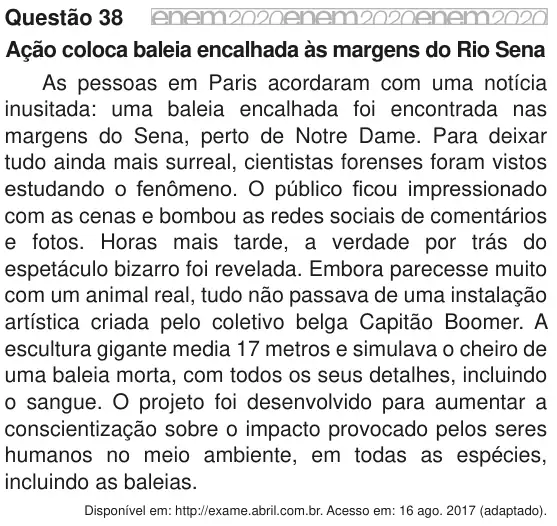 Questão 38 enem2020enem2020enem2020
Ação coloca baleia encalhada às margens do Rio Sena
As pessoas em Paris acordaram com uma notícia
inusitada: uma baleia encalhada foi encontrada nas
margens do Sena, perto de Notre Dame. Para deixar
tudo ainda mais surreal, cientistas forenses foram vistos
estudando o fenômeno. O público ficou impressionado
com as cenas e bombou as redes sociais de comentários
e fotos. Horas mais tarde, a verdade por trás do
espetáculo bizarro foi revelada. Embora parecesse muito
com um animal real, tudo não passava de uma instalação
artística criada pelo coletivo belga Capitão Boomer. A
escultura gigante media 17 metros e simulava o cheiro de
uma baleia morta, com todos os seus detalhes, incluindo
o sangue. O projeto foi desenvolvido para aumentar a
conscientização sobre o impacto provocado pelos seres
humanos no meio ambiente, em todas as espécies,
incluindo as baleias.
Disponível em: http://exame.abril.com.br. Acesso em: 16 ago. 2017 (adaptado).